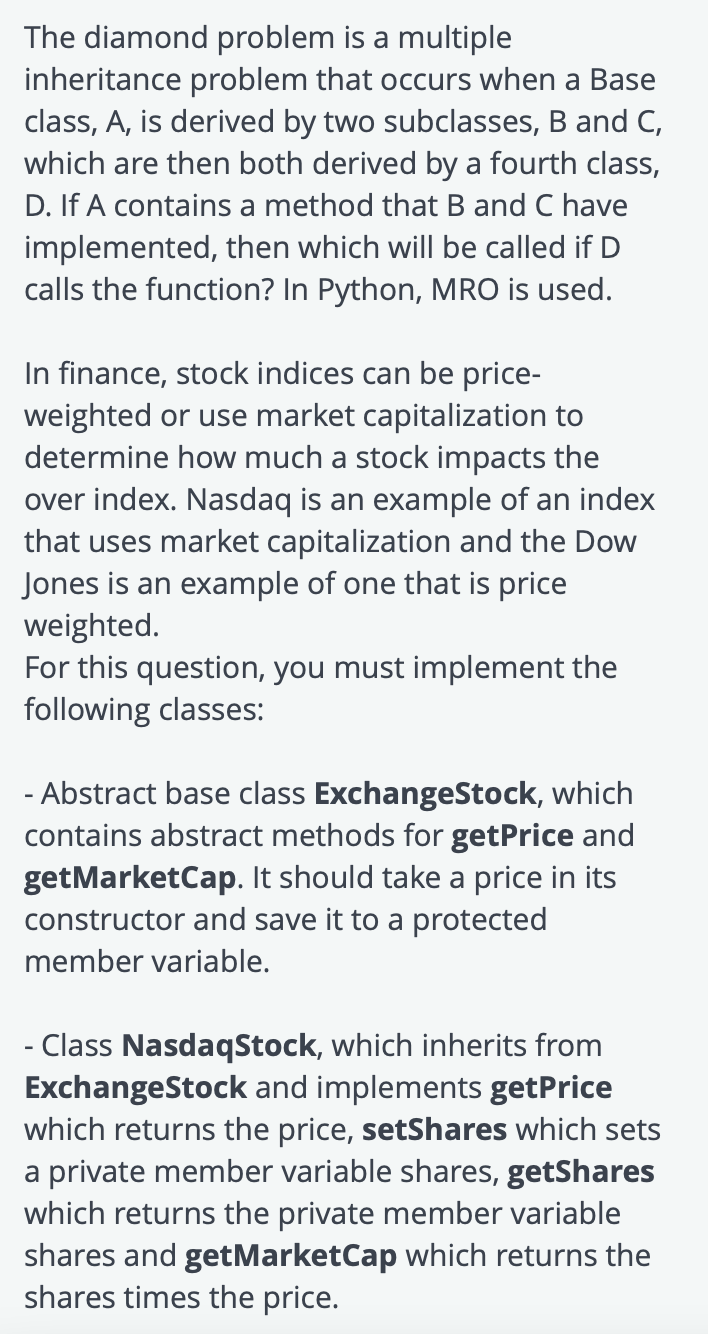 The diamond problem is a multiple
inheritance problem that occurs when a Base
class, A, is derived by two subclasses, B and C,
which are then both derived by a fourth class,
D. If A contains a method that B and C have
implemented, then which will be called if D
calls the function? In Python, MRO is used.

In finance, stock indices can be price-
weighted or use market capitalization to
determine how much a stock impacts the
over index. Nasdaq is an example of an index
that uses market capitalization and the Dow
Jones is an example of one that is price
weighted.
For this question, you must implement the
following classes:

- Abstract base class ExchangeStock, which
contains abstract methods for getPrice and
getMarketCap. It should take a price in its
constructor and save it to a protected
member variable.

- Class NasdaqStock, which inherits from
ExchangeStock and implements getPrice
which returns the price, setShares which sets
a private member variable shares, getShares
which returns the private member variable
shares and getMarketCap which returns the
shares times the price.